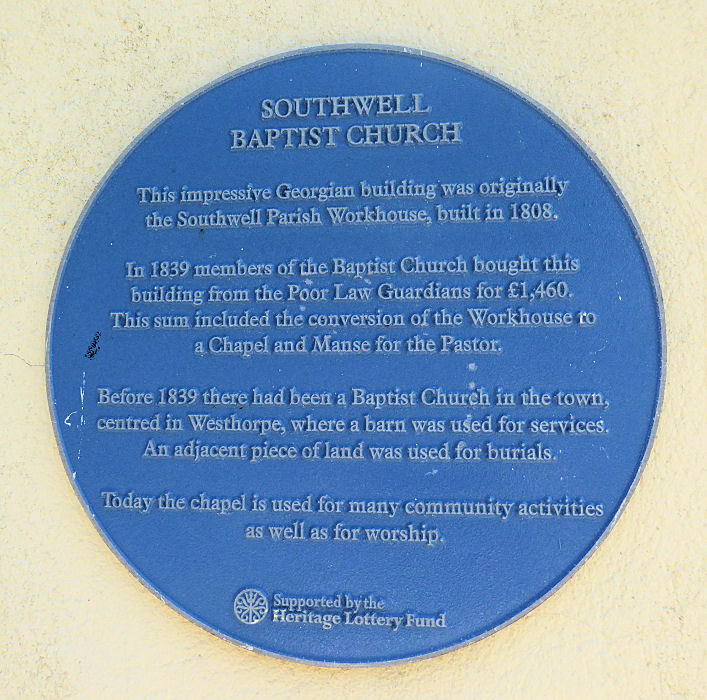 SOUTHWELL
BAPTIST CHURCH
This impressive Georgian building was originally
the Southwell Parish Workhouse, built in 1808.
In 1839 members of the Baptist Church bought this
building from the Poor Law Guardians for £1,460.
This sum included the conversion of the Workhouse to
a Chapel and Manse for the Pastor.
Before 1839 there had been a Baptist Church in the town,
centred in Westhorpe, where a barn was used for services.
An adjacent piece of land was used for burials.
Today the chapel is used for many community activities
as well as for worship.
Supported by the
Heritage Lottery Fund